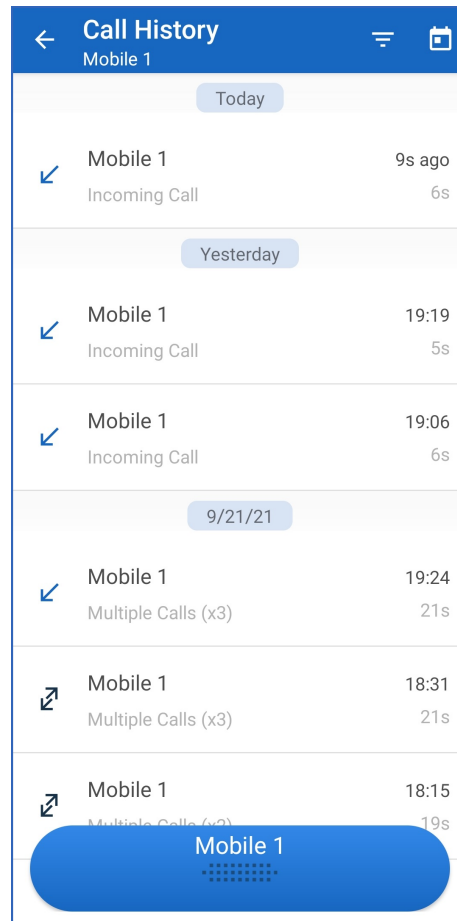 Call History
Mobile 1
Today
Mobile 1 9s ago
Incoming Call 6s
Yesterday
Mobile 1 19:19
Incoming Call 5s
Mobile 1 19:06
Incoming Call 6s
9/21/21
Mobile 1 19:24
Multiple Calls (x3) 21s
Mobile 1 18:31
Multiple Calls (x3) 21s
Mobile 1 18:15
Multiple Calls 19s
Mobile 1